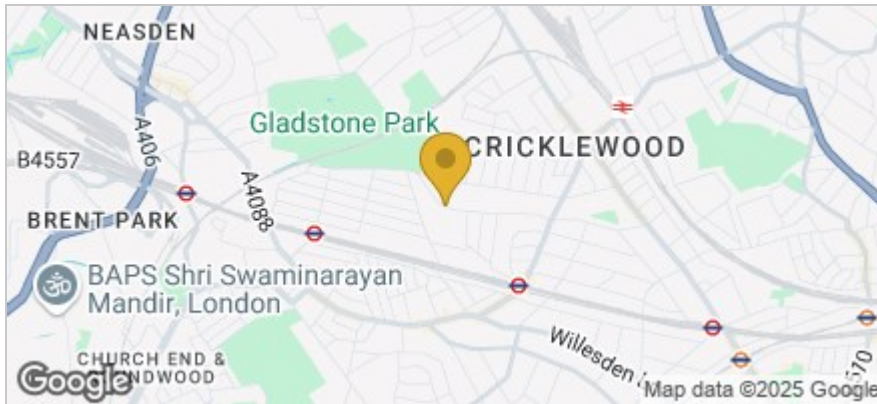 NEASDEN
Gladstone Park
CRICKLEWOOD
A406
B4557
A4088
BRENT PARK
BAPS Shri Swaminarayan
Mandir, London
CHURCH END &
Willesden
Google
Map data ©2025 Google